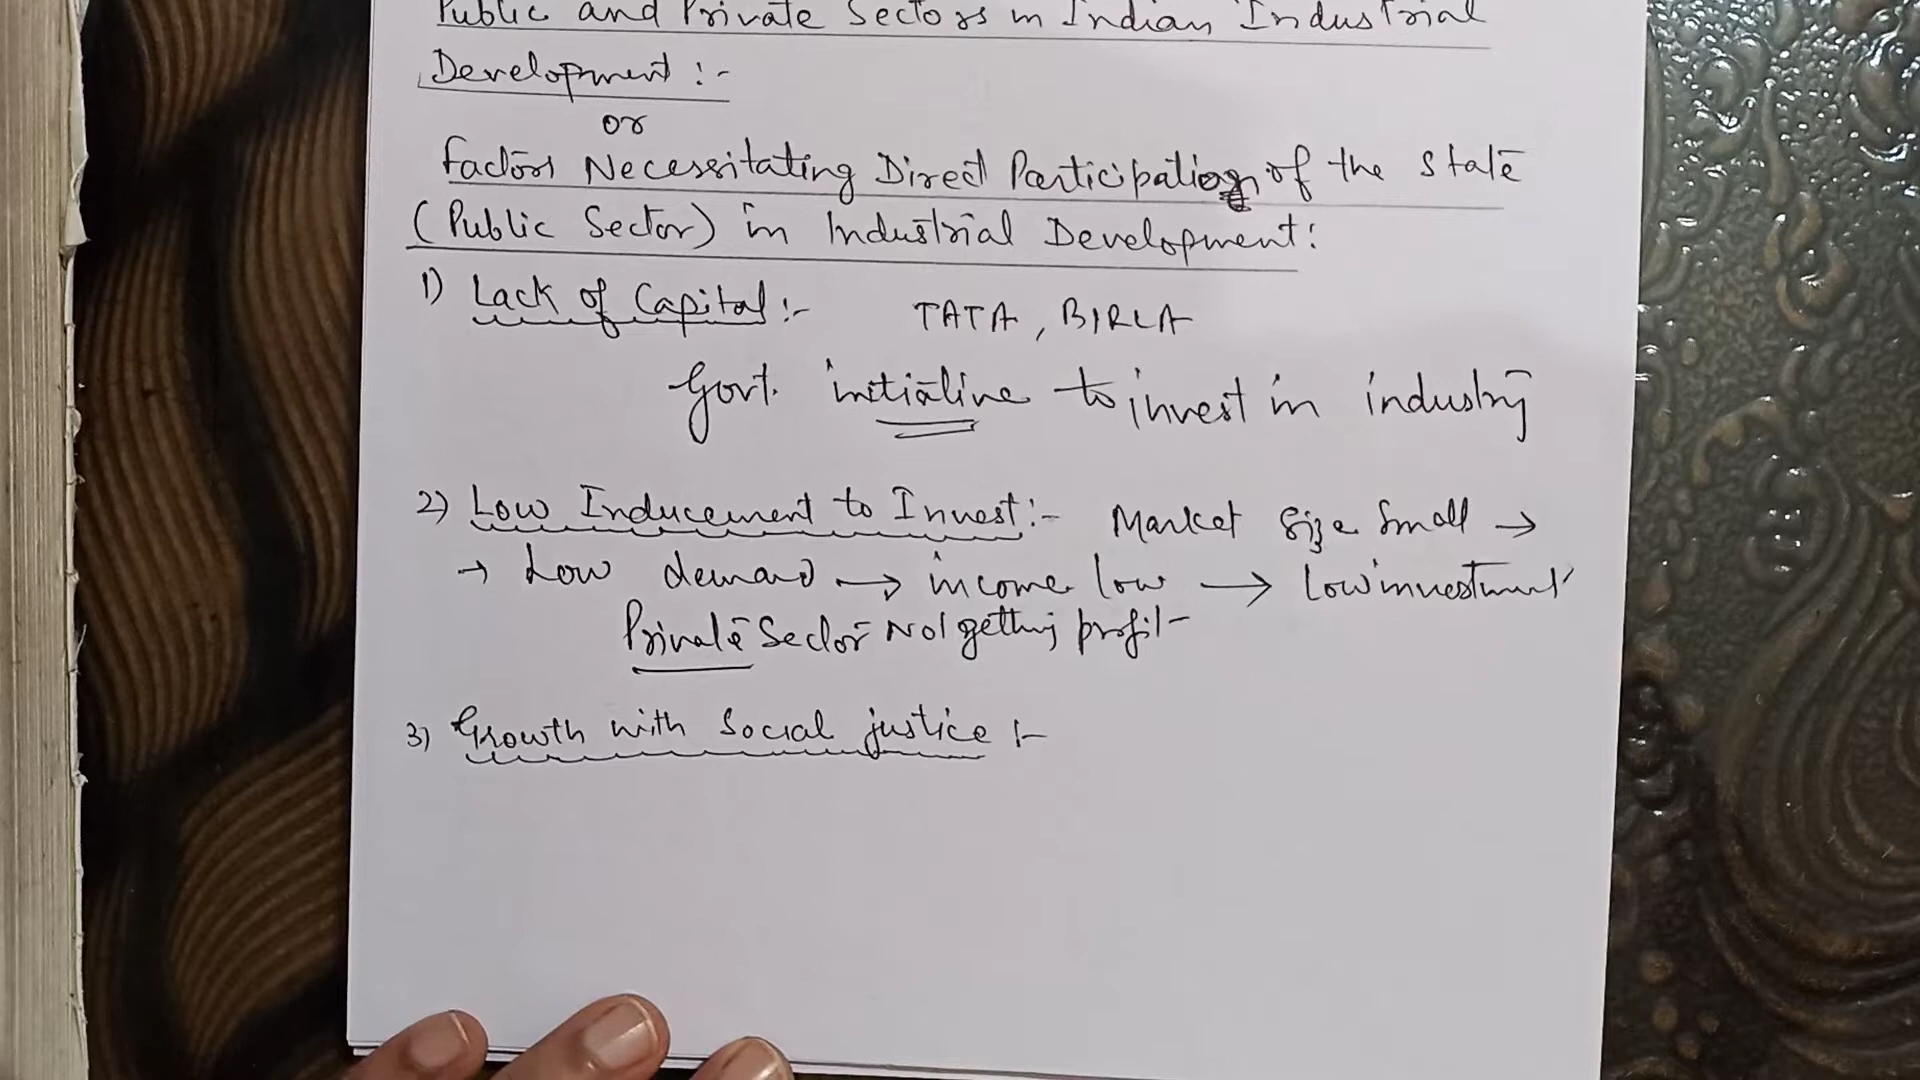 Public and Private Sectors in Indian Industrial
Development :-
or
Factors Necessitating Direct Participation of the state
(Public Sector) in Industrial Development:
1) Lack of Capital :- TATA, BIRLA
Govt. initiative to invest in industry
2) Low Inducement to Invest :- Market Size Small →
→ Low demand → income low → Low investment
Private Sector Not getting profit-
3) Growth with Social justice :-